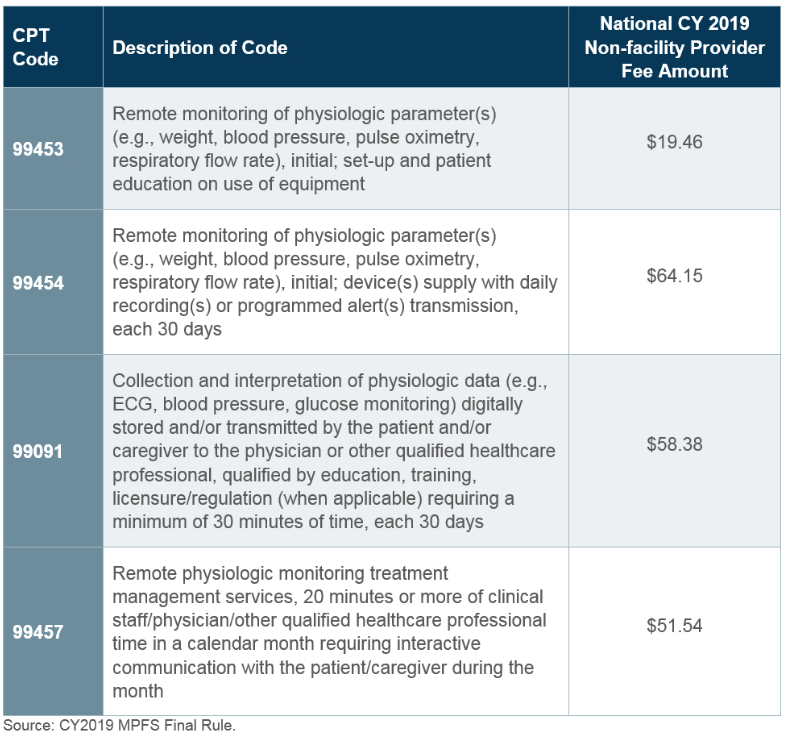 CPT
Code
Description of Code
National CY 2019
Non-facility Provider
Fee Amount
99453
Remote monitoring of physiologic parameter(s)
(e.g., weight, blood pressure, pulse oximetry,
respiratory flow rate), initial; set-up and patient
education on use of equipment
$19.46
99454
Remote monitoring of physiologic parameter(s)
(e.g., weight, blood pressure, pulse oximetry,
respiratory flow rate), initial; device(s) supply with daily
recording(s) or programmed alert(s) transmission,
each 30 days
$64.15
99091
Collection and interpretation of physiologic data (e.g.,
ECG, blood pressure, glucose monitoring) digitally
stored and/or transmitted by the patient and/or
caregiver to the physician or other qualified healthcare
professional, qualified by education, training,
licensure/regulation (when applicable) requiring a
minimum of 30 minutes of time, each 30 days
$58.38
99457
Remote physiologic monitoring treatment
management services, 20 minutes or more of clinical
staff/physician/other qualified healthcare professional
time in a calendar month requiring interactive
communication with the patient/caregiver during the
month
$51.54
Source: CY2019 MPFS Final Rule.